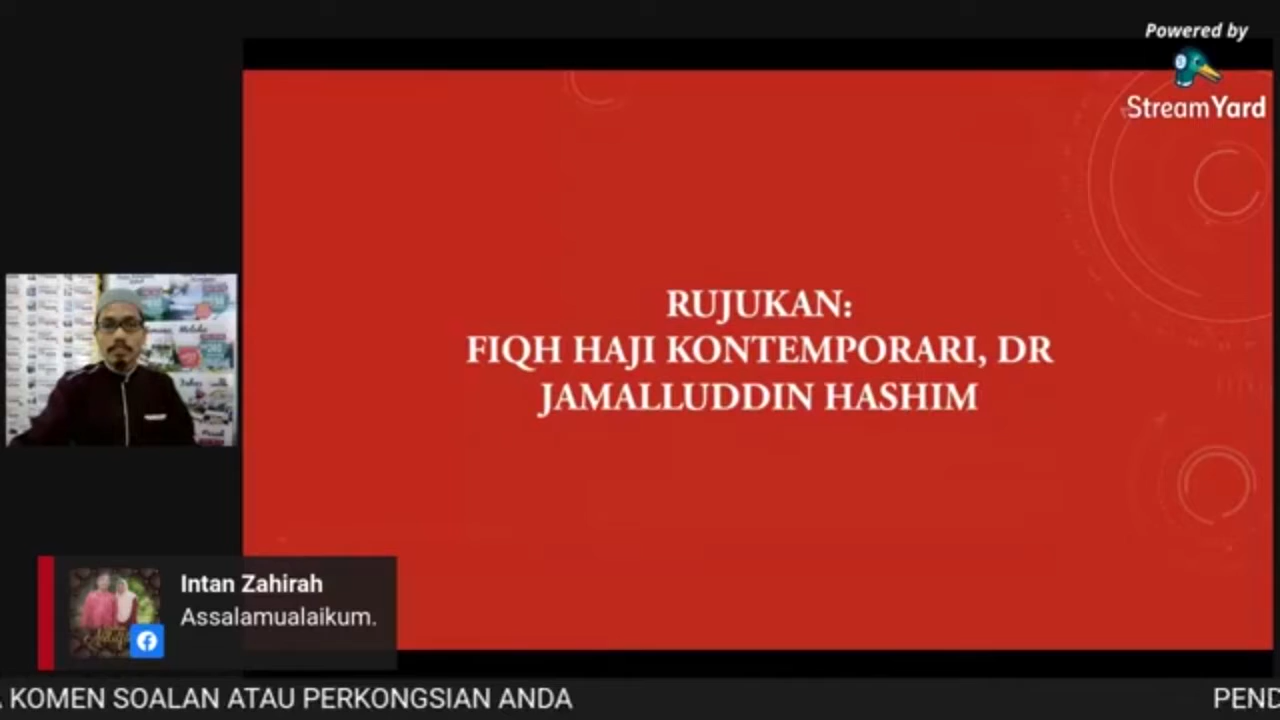 Powered by
StreamYard
RUJUKAN:
FIQH HAJI KONTEMPORARI, DR
JAMALLUDDIN HASHIM
Intan Zahirah
Assalamualaikum.
KOMEN SOALAN ATAU PERKONGSIAN ANDA
PEND